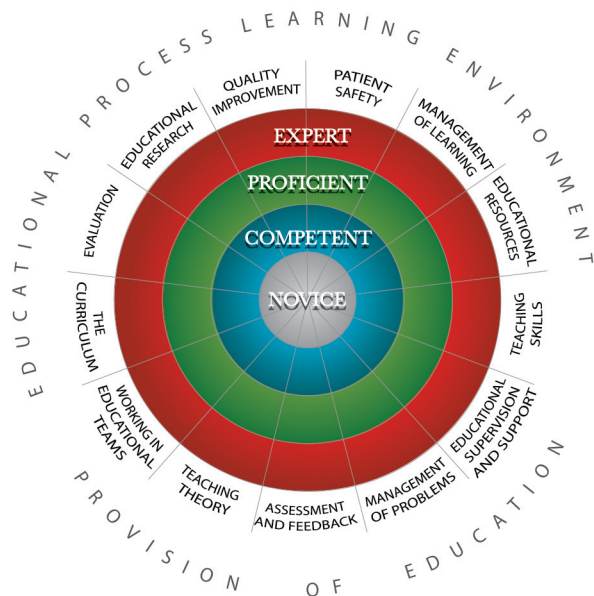 EDUCATIONAL PROCESS
LEARNING ENVIRONMENT
PROVISION OF EDUCATION
QUALITY
IMPROVEMENT
PATIENT
SAFETY
MANAGEMENT
OF LEARNING
EDUCATIONAL
RESOURCES
TEACHING
SKILLS
EDUCATIONAL
SUPERVISION
AND SUPPORT
MANAGEMENT
OF PROBLEMS
ASSESSMENT
AND FEEDBACK
TEACHING
THEORY
WORKING IN
EDUCATIONAL
TEAMS
THE
CURRICULUM
EVALUATION
EDUCATIONAL
RESEARCH
EXPERT
PROFICIENT
COMPETENT
NOVICE